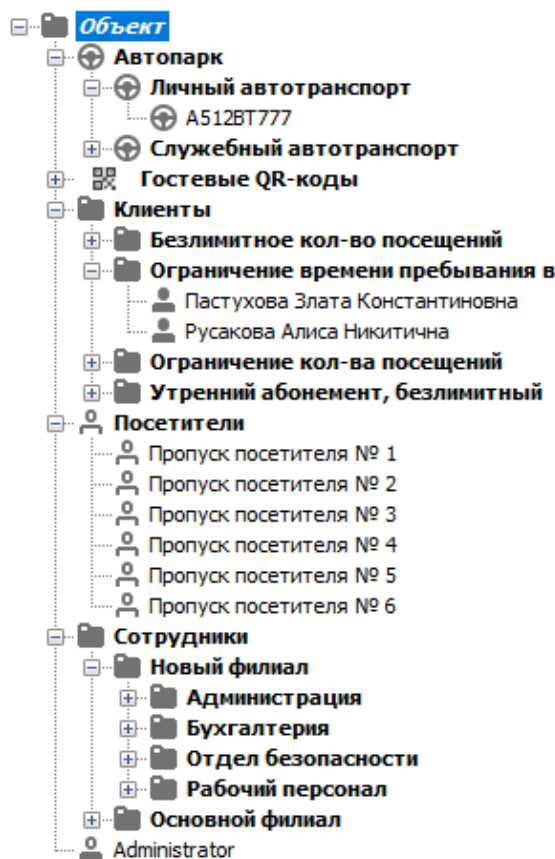 Объект
Автопарк
Личный автотранспорт
А512ВТ777
Служебный автотранспорт
Гостевые QR-коды
Клиенты
Безлимитное кол-во посещений
Ограничение времени пребывания в
Пастухова Злата Константиновна
Русакова Алиса Никитична
Ограничение кол-ва посещений
Утренний абонемент, безлимитный
Посетители
Пропуск посетителя № 1
Пропуск посетителя № 2
Пропуск посетителя № 3
Пропуск посетителя № 4
Пропуск посетителя № 5
Пропуск посетителя № 6
Сотрудники
Новый филиал
Администрация
Бухгалтерия
Отдел безопасности
Рабочий персонал
Основной филиал
Administrator